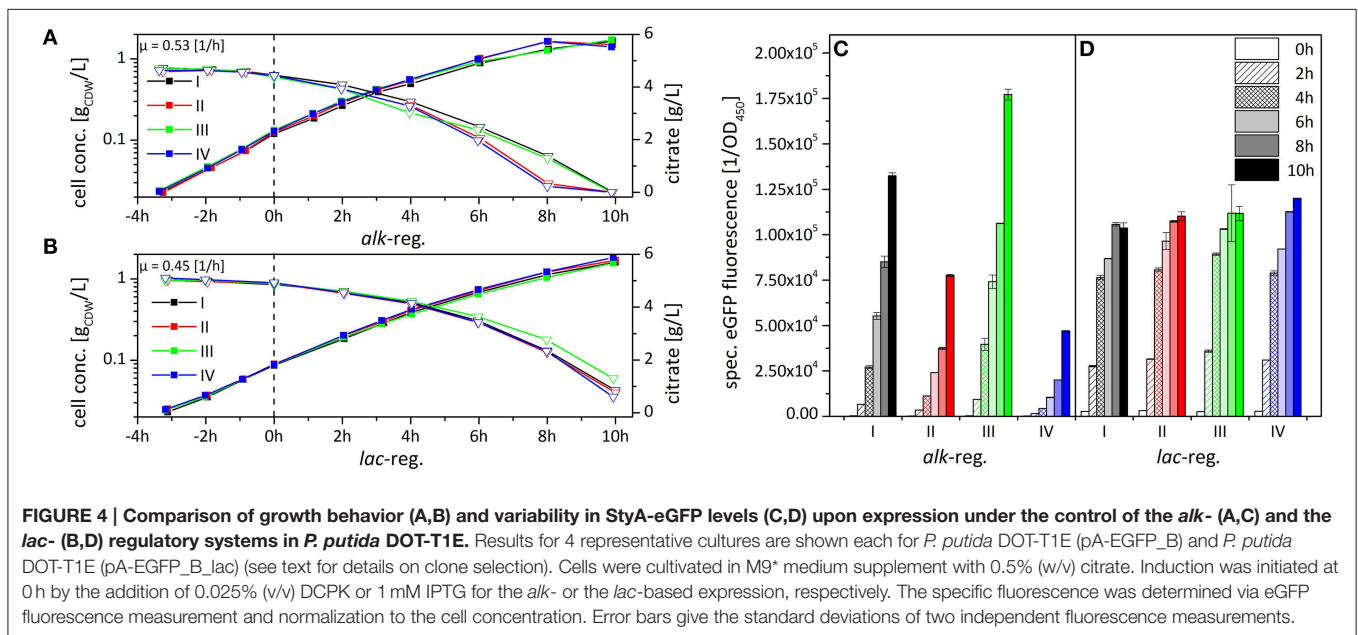 A
μ = 0.53 [1/h]
I
II
III
IV
cell conc. [gCDW/L]
1
0.1
citrate [g/L]
6
5
4
3
2
1
0
-4h -2h 0h 2h 4h 6h 8h 10h
alk-reg.
B
μ = 0.45 [1/h]
I
II
III
IV
cell conc. [gCDW/L]
1
0.1
citrate [g/L]
6
5
4
3
2
1
0
-4h -2h 0h 2h 4h 6h 8h 10h
lac-reg.
C
D
spec. eGFP fluorescence [1/OD450]
2.00x10⁵
1.75x10⁵
1.50x10⁵
1.25x10⁵
1.00x10⁵
7.50x10⁴
5.00x10⁴
2.50x10⁴
0.00
0h
2h
4h
6h
8h
10h
I II III IV I II III IV
alk-reg. lac-reg.
FIGURE 4 | Comparison of growth behavior (A,B) and variability in StyA-eGFP levels (C,D) upon expression under the control of the alk- (A,C) and the
lac- (B,D) regulatory systems in P. putida DOT-T1E. Results for 4 representative cultures are shown each for P. putida DOT-T1E (pA-EGFP_B) and P. putida
DOT-T1E (pA-EGFP_B_lac) (see text for details on clone selection). Cells were cultivated in M9* medium supplement with 0.5% (w/v) citrate. Induction was initiated at
0 h by the addition of 0.025% (v/v) DCPK or 1 mM IPTG for the alk- or the lac-based expression, respectively. The specific fluorescence was determined via eGFP
fluorescence measurement and normalization to the cell concentration. Error bars give the standard deviations of two independent fluorescence measurements.